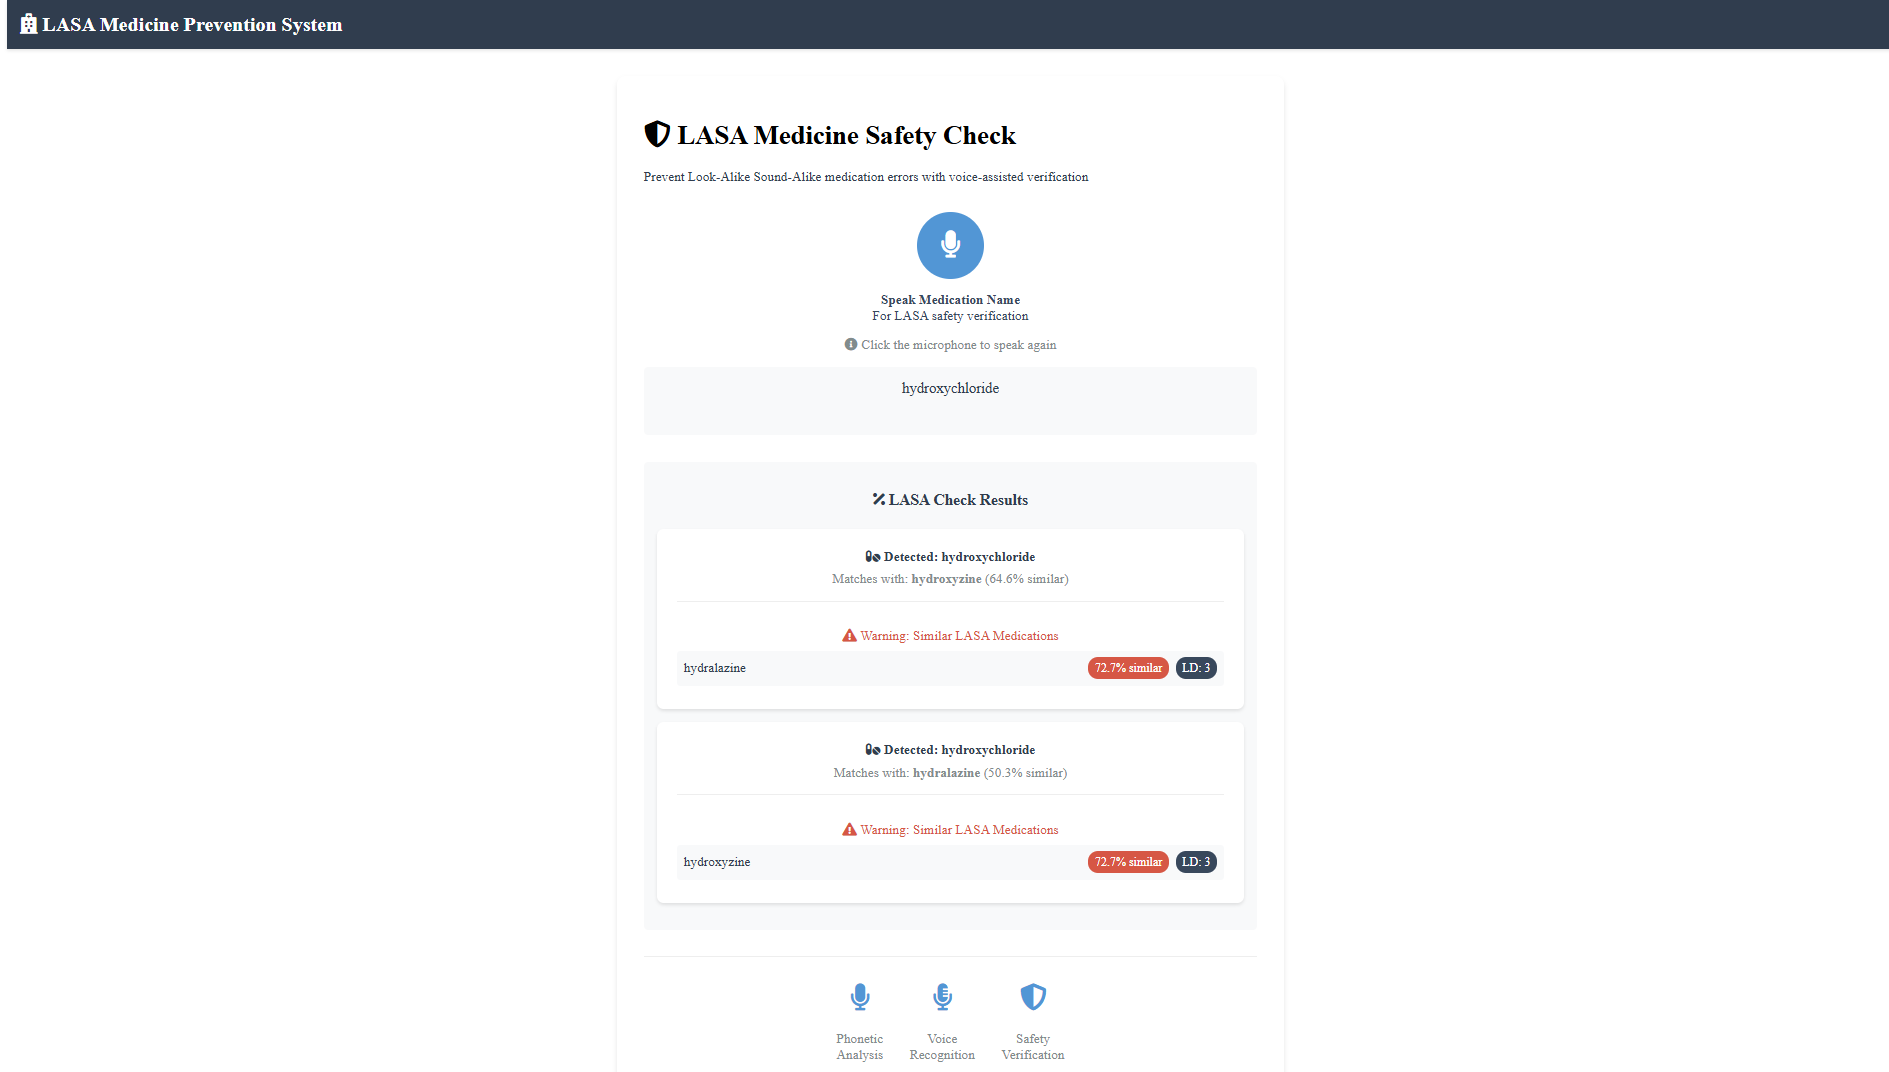 LASA Medicine Prevention System
LASA Medicine Safety Check
Prevent Look-Alike Sound-Alike medication errors with voice-assisted verification
Speak Medication Name
For LASA safety verification
Click the microphone to speak again
hydroxychloride
LASA Check Results
Detected: hydroxychloride
Matches with: hydroxyzine (64.6% similar)
Warning: Similar LASA Medications
hydralazine 72.7% similar LD: 3
Detected: hydroxychloride
Matches with: hydralazine (50.3% similar)
Warning: Similar LASA Medications
hydroxyzine 72.7% similar LD: 3
Phonetic
Analysis
Voice
Recognition
Safety
Verification